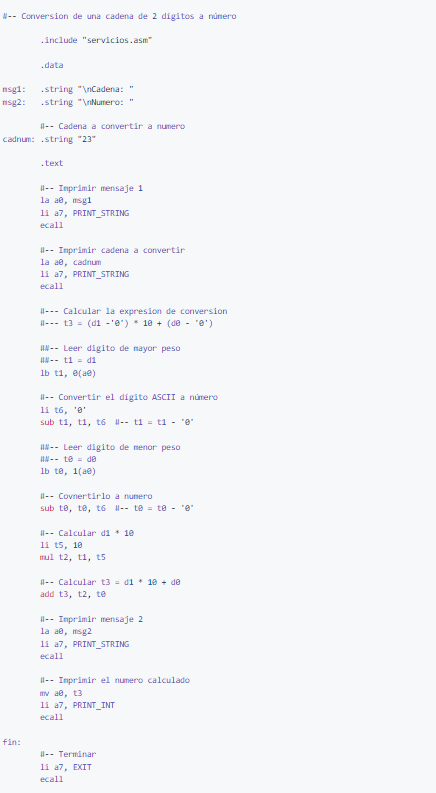 #-- Conversion de una cadena de 2 dígitos a número
.include "servicios.asm"
.data
msg1: .string "\nCadena: "
msg2: .string "\nNumero: "
#-- Cadena a convertir a numero
cadnum: .string "23"
.text
#-- Imprimir mensaje 1
la a0, msg1
li a7, PRINT_STRING
ecall
#-- Imprimir cadena a convertir
la a0, cadnum
li a7, PRINT_STRING
ecall
#--- Calcular la expresion de conversion
#--- t3 = (d1 -'0') * 10 + (d0 - '0')
##-- Leer digito de mayor peso
##-- t1 = d1
lb t1, 0(a0)
#-- Convertir el dígito ASCII a número
li t6, '0'
sub t1, t1, t6 #-- t1 = t1 - '0'
##-- Leer digito de menor peso
##-- t0 = d0
lb t0, 1(a0)
#-- Covnertirlo a numero
sub t0, t0, t6 #-- t0 = t0 - '0'
#-- Calcular d1 * 10
li t5, 10
mul t2, t1, t5
#-- Calcular t3 = d1 * 10 + d0
add t3, t2, t0
#-- Imprimir mensaje 2
la a0, msg2
li a7, PRINT_STRING
ecall
#-- Imprimir el numero calculado
mv a0, t3
li a7, PRINT_INT
ecall
fin:
#-- Terminar
li a7, EXIT
ecall